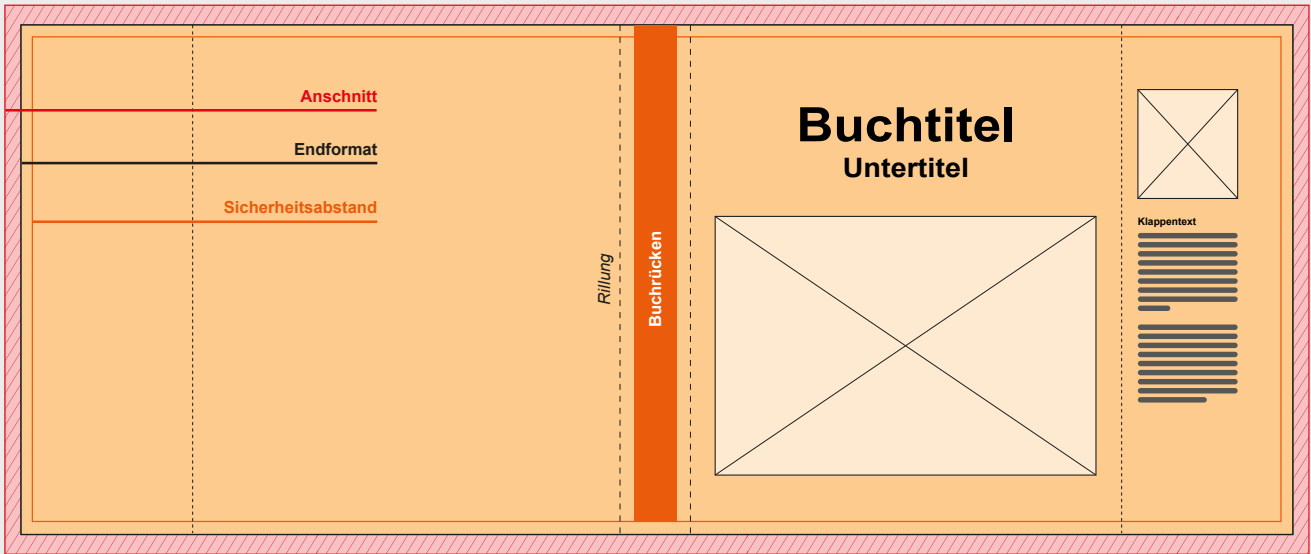 Anschnitt
Endformat
Sicherheitsabstand
Rillung
Buchrücken
Buchtitel
Untertitel
Klappentext